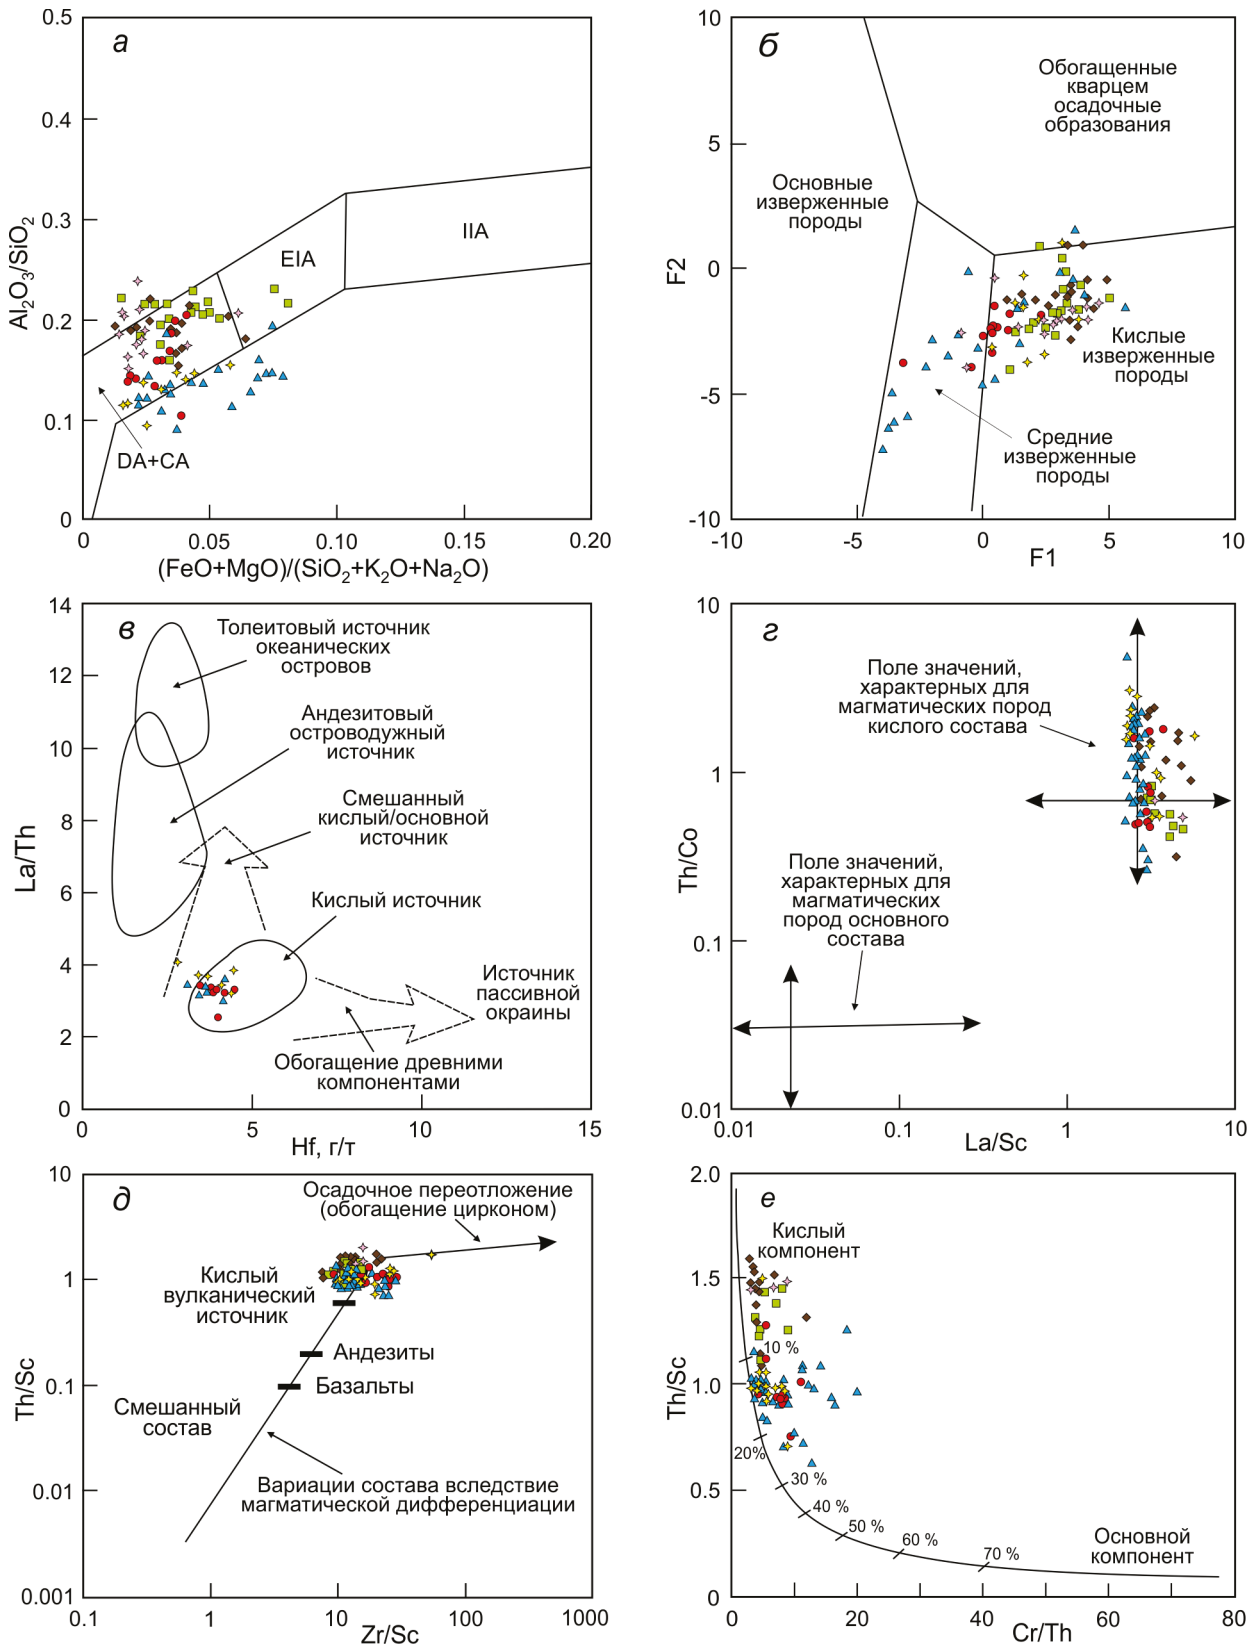 а
0.5
0.4
0.3
0.2
0.1
0
Al₂O₃/SiO₂
EIA
IIA
DA+CA
0
0.05
0.10
0.15
0.20
(FeO+MgO)/(SiO₂+K₂O+Na₂O)
б
10
5
0
-5
-10
F2
Обогащенные
кварцем
осадочные
образования
Основные
изверженные
породы
Кислые
изверженные
породы
Средние
изверженные
породы
-10
-5
0
5
10
F1
в
14
12
10
8
6
4
2
0
La/Th
Толеитовый источник
океанических
островов
Андезитовый
островодужный
источник
Смешанный
кислый/основной
источник
Кислый источник
Источник
пассивной
окраины
Обогащение древними
компонентами
0
5
10
15
Hf, г/т
г
10
1
0.1
0.01
Th/Co
Поле значений,
характерных для
магматических пород
кислого состава
Поле значений,
характерных для
магматических
пород основного
состава
0.01
0.1
1
10
La/Sc
д
10
1
0.1
0.01
0.001
Th/Sc
Осадочное переотложение
(обогащение цирконом)
Кислый
вулканический
источник
Андезиты
Базальты
Смешанный
состав
Вариации состава вследствие
магматической дифференциации
0.1
1
10
100
1000
Zr/Sc
е
2.0
1.5
1.0
0.5
0
Th/Sc
Кислый
компонент
10 %
20%
30 %
40 %
50 %
60 %
70 %
Основной
компонент
0
20
40
60
80
Cr/Th